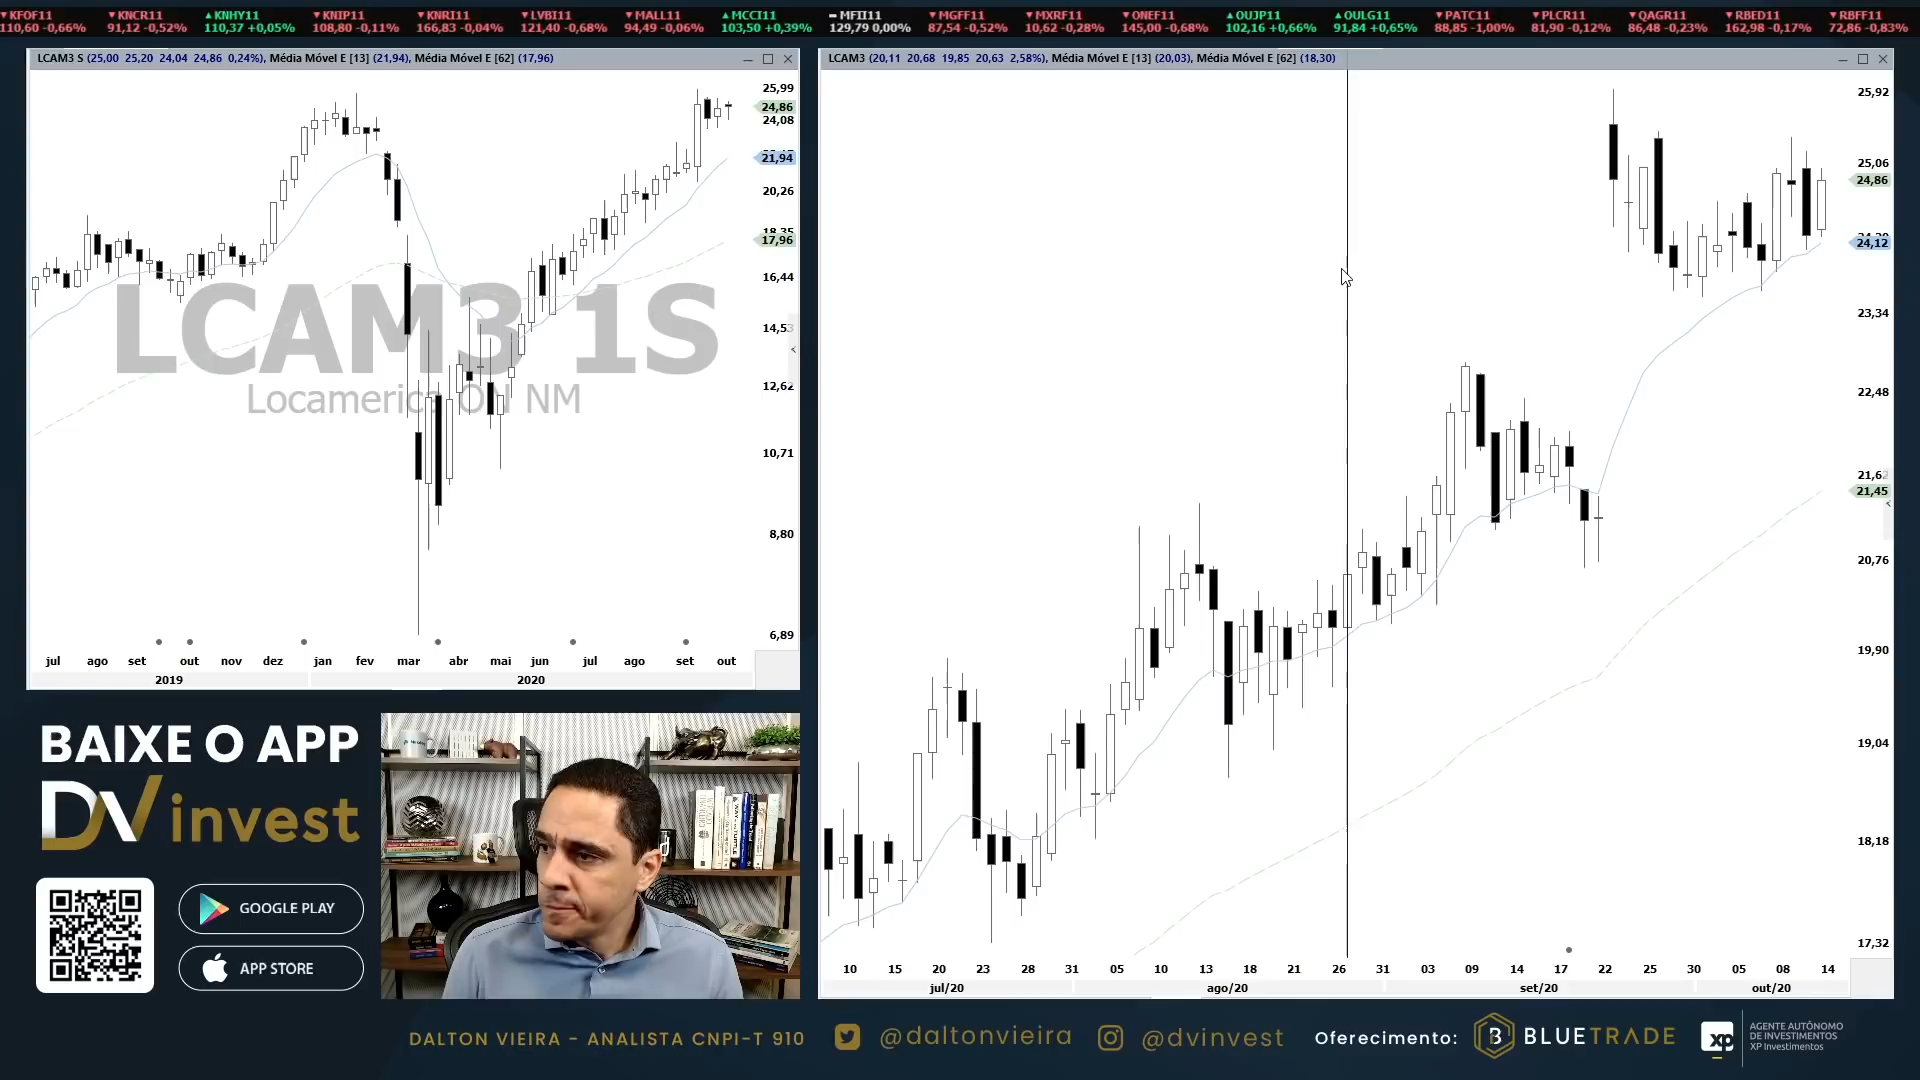 ▼KFOF11 ▼KNCR11 ▲KNHY11 ▼KNIP11 ▼KNRI11 ▼LVBI11 ▼MALL11 ▲MCCI11 ▬MFII11 ▼MGFF11 ▼MXRF11 ▼ONEF11 ▲OUJP11 ▲OULG11 ▼PATC11 ▼PLCR11 ▼QAGR11 ▼RBED11 ▼RBFF11
110,60 -0,66% 91,12 -0,52% 110,37 +0,05% 108,80 -0,11% 166,83 -0,04% 121,40 -0,68% 94,49 -0,06% 103,50 +0,39% 129,79 0,00% 87,54 -0,52% 10,62 -0,28% 145,00 -0,68% 102,16 +0,66% 91,84 +0,65% 88,85 -1,00% 81,90 -0,12% 86,48 -0,23% 162,98 -0,17% 72,86 -0,83%
LCAM3 S (25,00 25,20 24,04 24,86 0,24%), Média Móvel E [13] (21,94), Média Móvel E [62] (17,96)
25,99
24,86
24,08
21,94
20,26
18,35
17,96
16,44
14,53
12,62
10,71
8,80
6,89
LCAM3 1S
Locamerica ON NM
jul ago set out nov dez jan fev mar abr mai jun jul ago set out
2019 2020
LCAM3 (20,11 20,68 19,85 20,63 2,58%), Média Móvel E [13] (20,03), Média Móvel E [62] (18,30)
25,92
25,06
24,86
24,12
23,34
22,48
21,62
21,45
20,76
19,90
19,04
18,18
17,32
10 15 20 23 28 31 05 10 13 18 21 26 31 03 09 14 17 22 25 30 05 08 14
jul/20 ago/20 set/20 out/20
BAIXE O APP
DV invest
GOOGLE PLAY
APP STORE
DALTON VIEIRA - ANALISTA CNPI-T 910
@daltonvieira
@dvinvest
Oferecimento:
BLUETRADE
xp
AGENTE AUTÔNOMO
DE INVESTIMENTOS
XP Investimentos